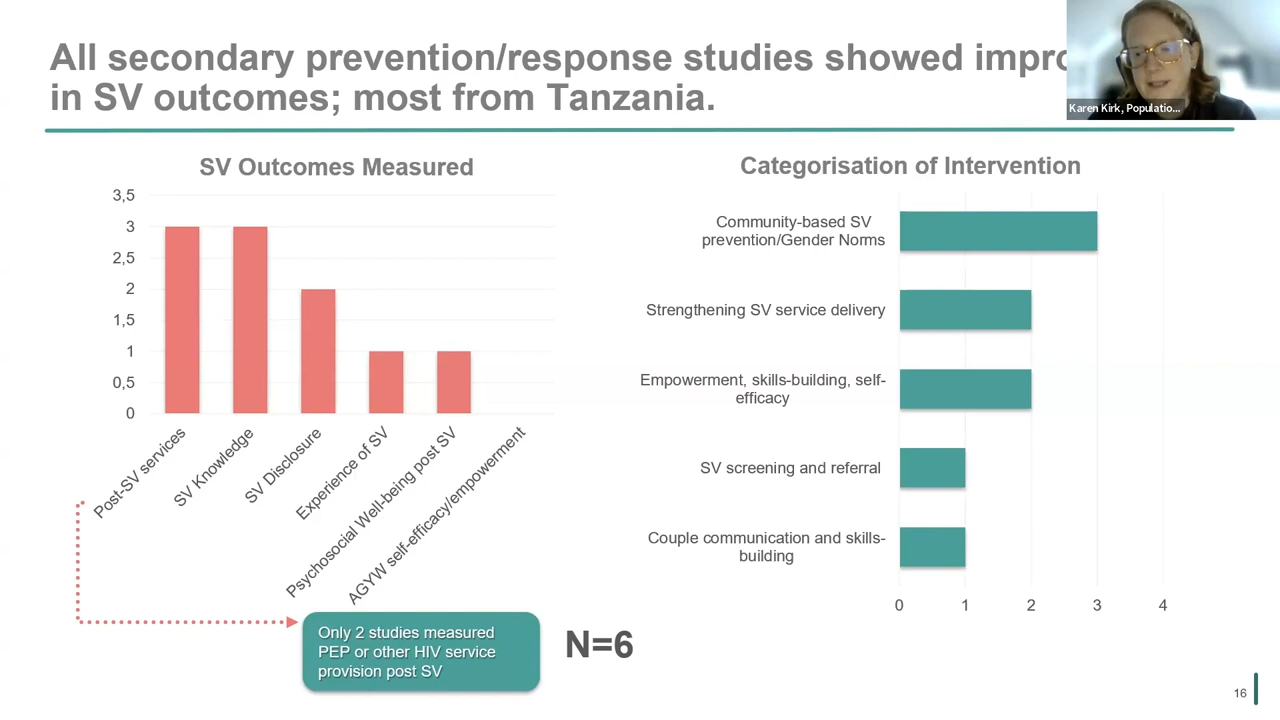 All secondary prevention/response studies showed
in SV outcomes; most from Tanzania.
Karen Kirk, Populatio...
SV Outcomes Measured
3,5
3
2,5
2
1,5
1
0,5
0
Post-SV services
SV Knowledge
SV Disclosure
Experience of SV
Psychosocial Well-being post SV
AGYW self-efficacy/empowerment
Only 2 studies measured
PEP or other HIV service
provision post SV
N=6
Categorisation of Intervention
Community-based SV
prevention/Gender Norms
Strengthening SV service delivery
Empowerment, skills-building, self-
efficacy
SV screening and referral
Couple communication and skills-
building
0 1 2 3 4
16